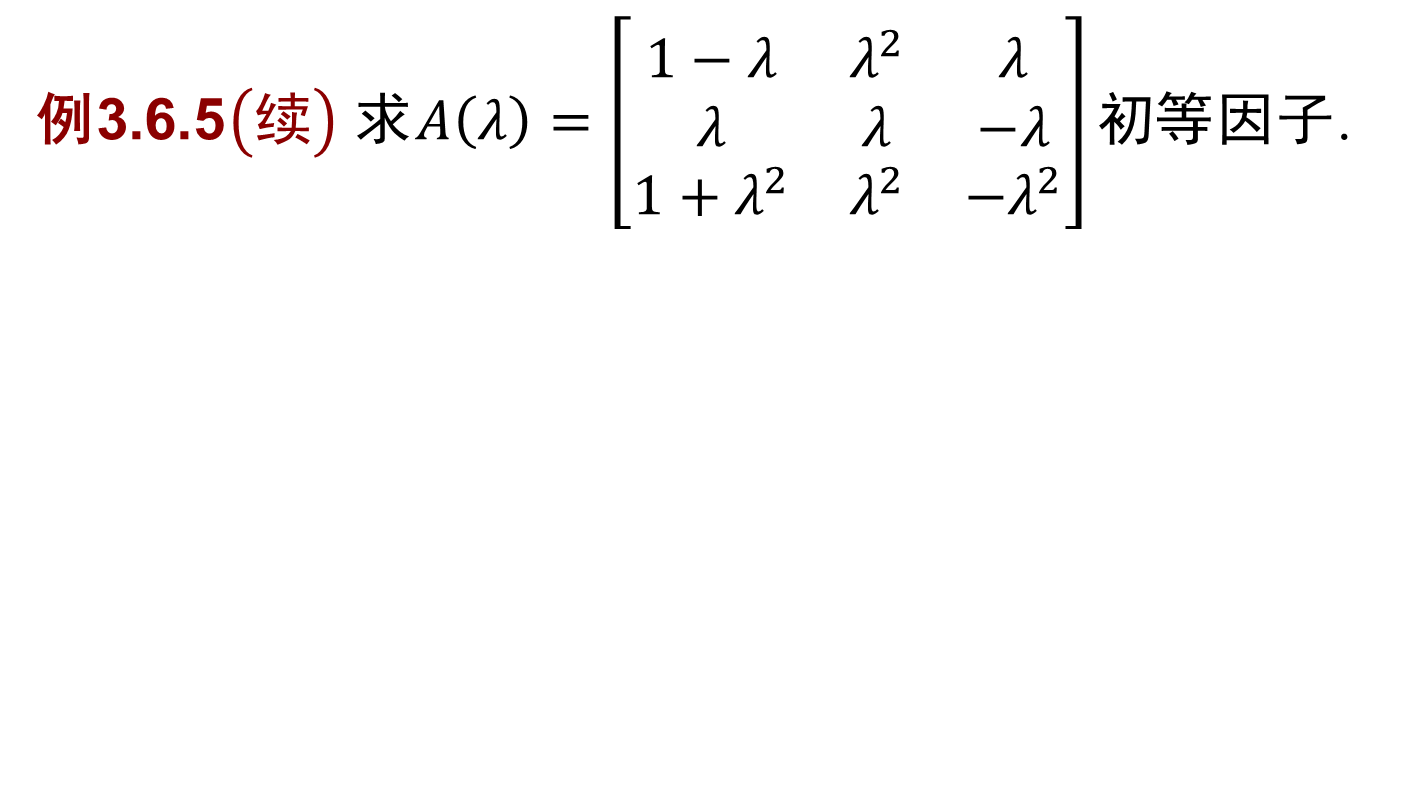 例3.6.5(续) 求A(λ) = [1 − λ λ² λ
λ λ −λ
1 + λ² λ² −λ²] 初等因子.